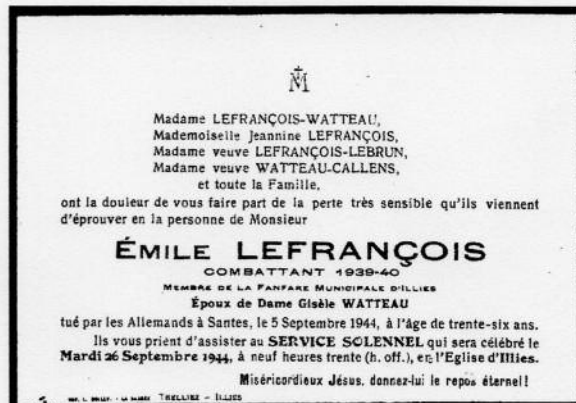 Madame LEFRANÇOIS-WATTEAU,
Mademoiselle Jeannine LEFRANÇOIS,
Madame veuve LEFRANÇOIS-LEBRUN,
Madame veuve WATTEAU-CALLENS,
et toute la Famille,
ont la douleur de vous faire part de la perte très sensible qu'ils viennent
d'éprouver en la personne de Monsieur
ÉMILE LEFRANÇOIS
COMBATTANT 1939-40
MEMBRE DE LA FANFARE MUNICIPALE D'ILLIES
Époux de Dame Gisèle WATTEAU
tué par les Allemands à Santes, le 5 Septembre 1944, à l'âge de trente-six ans.
Ils vous prient d'assister au SERVICE SOLENNEL qui sera célébré le
Mardi 26 Septembre 1944, à neuf heures trente (h. off.), en l'Eglise d'Illies.
Miséricordieux Jésus, donnez-lui le repos éternel!
THELLIEZ - ILLIES